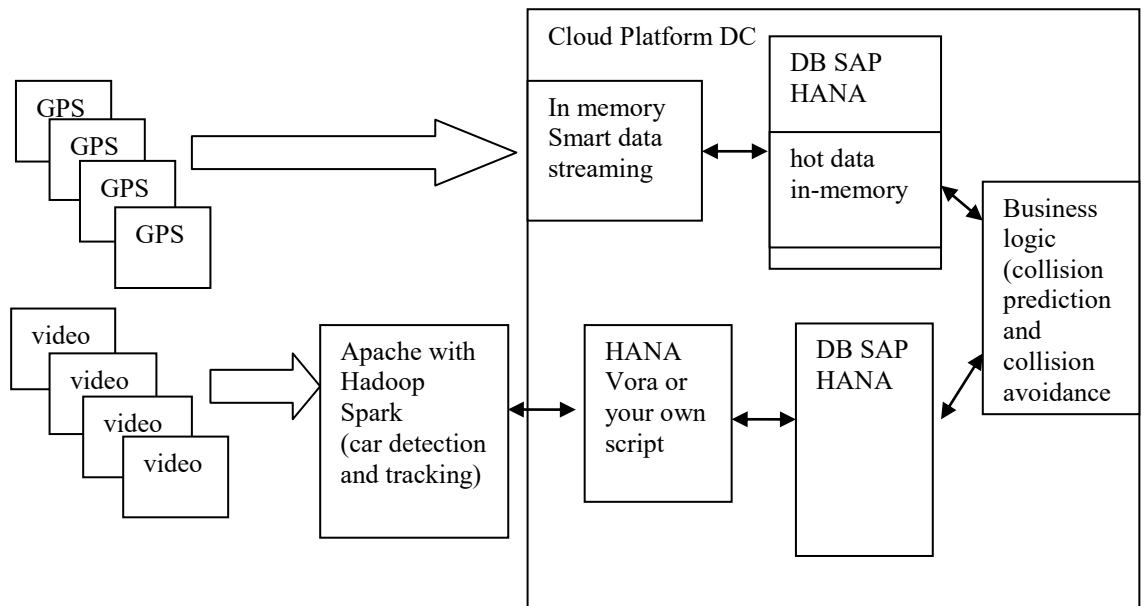 Cloud Platform DC
GPS
GPS
GPS
GPS
In memory
Smart data
streaming
DB SAP
HANA
hot data
in-memory
Business
logic
(collision
prediction
and
collision
avoidance
video
video
video
video
Apache with
Hadoop
Spark
(car detection
and tracking)
HANA
Vora or
your own
script
DB SAP
HANA